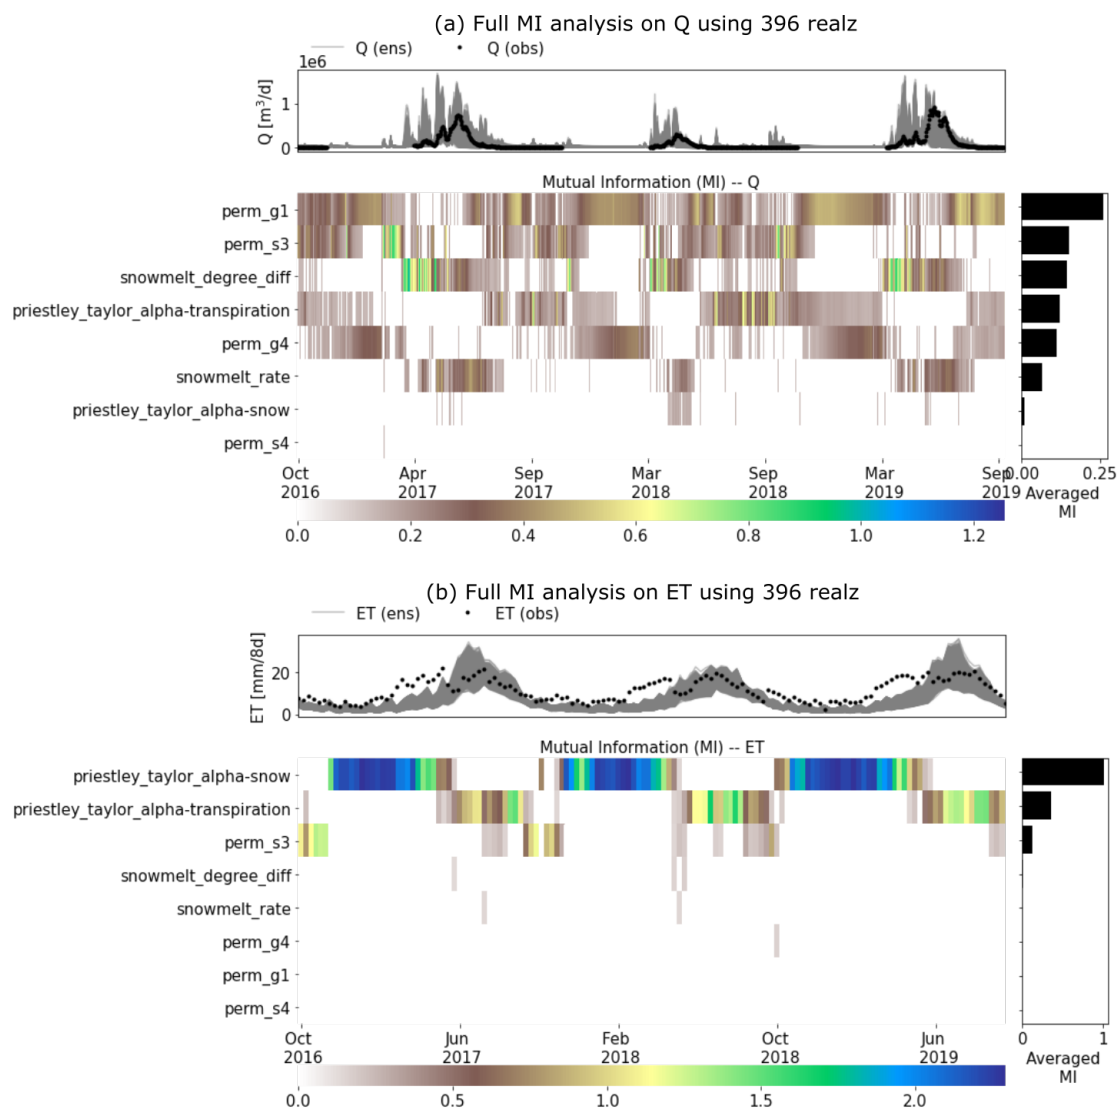 (a) Full MI analysis on Q using 396 realz
Q (ens) Q (obs)
1e6
Q [m³/d]
1
0
Mutual Information (MI) -- Q
perm_g1
perm_s3
snowmelt_degree_diff
priestley_taylor_alpha-transpiration
perm_g4
snowmelt_rate
priestley_taylor_alpha-snow
perm_s4
Oct Apr Sep Mar Sep Mar Sep 0.00 0.25
2016 2017 2017 2018 2018 2019 2019 Averaged
MI
0.0 0.2 0.4 0.6 0.8 1.0 1.2
(b) Full MI analysis on ET using 396 realz
ET (ens) ET (obs)
ET [mm/8d]
20
0
Mutual Information (MI) -- ET
priestley_taylor_alpha-snow
priestley_taylor_alpha-transpiration
perm_s3
snowmelt_degree_diff
snowmelt_rate
perm_g4
perm_g1
perm_s4
Oct Jun Feb Oct Jun 0 1
2016 2017 2018 2018 2019 Averaged
MI
0.0 0.5 1.0 1.5 2.0